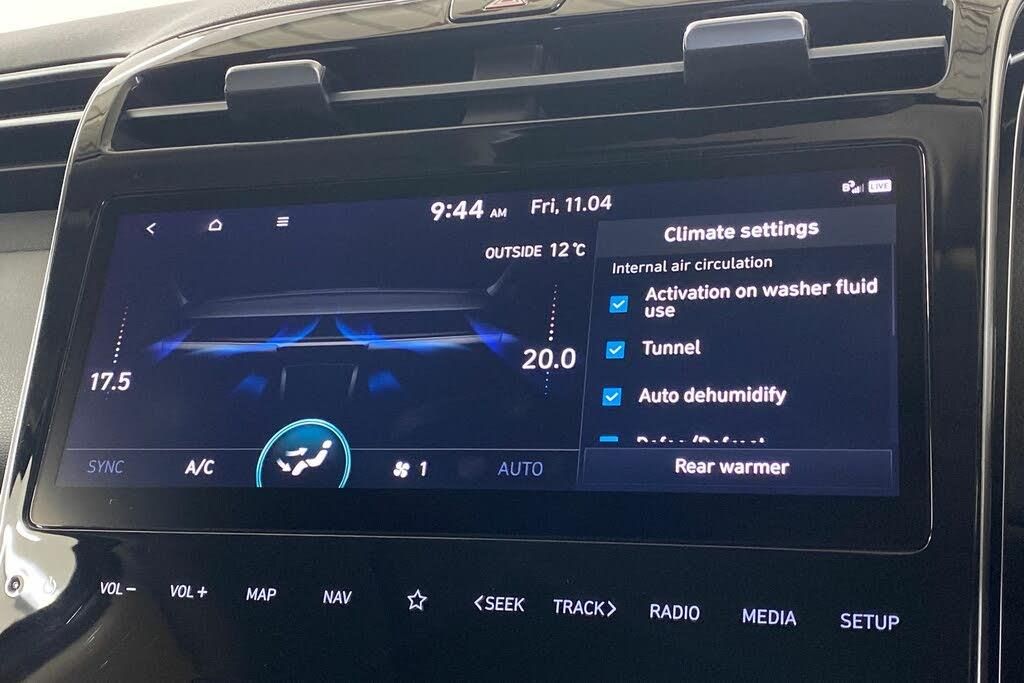 9:44 AM Fri, 11.04
LIVE
OUTSIDE 12°C
17.5
20.0
SYNC
A/C
1
AUTO
Climate settings
Internal air circulation
Activation on washer fluid
use
Tunnel
Auto dehumidify
Rear warmer
VOL−
VOL+
MAP
NAV
<SEEK
TRACK>
RADIO
MEDIA
SETUP